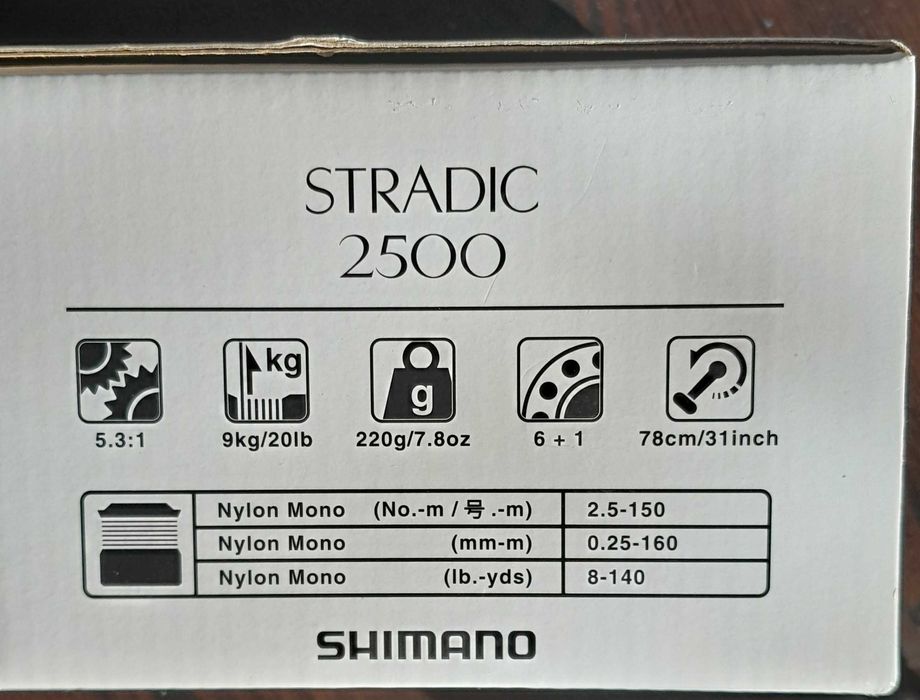 STRADIC
2500
kg
g
5.3:1 9kg/20lb 220g/7.8oz 6 + 1 78cm/31inch
Nylon Mono (No.-m / 号 .-m) 2.5-150
Nylon Mono (mm-m) 0.25-160
Nylon Mono (lb.-yds) 8-140
SHIMANO